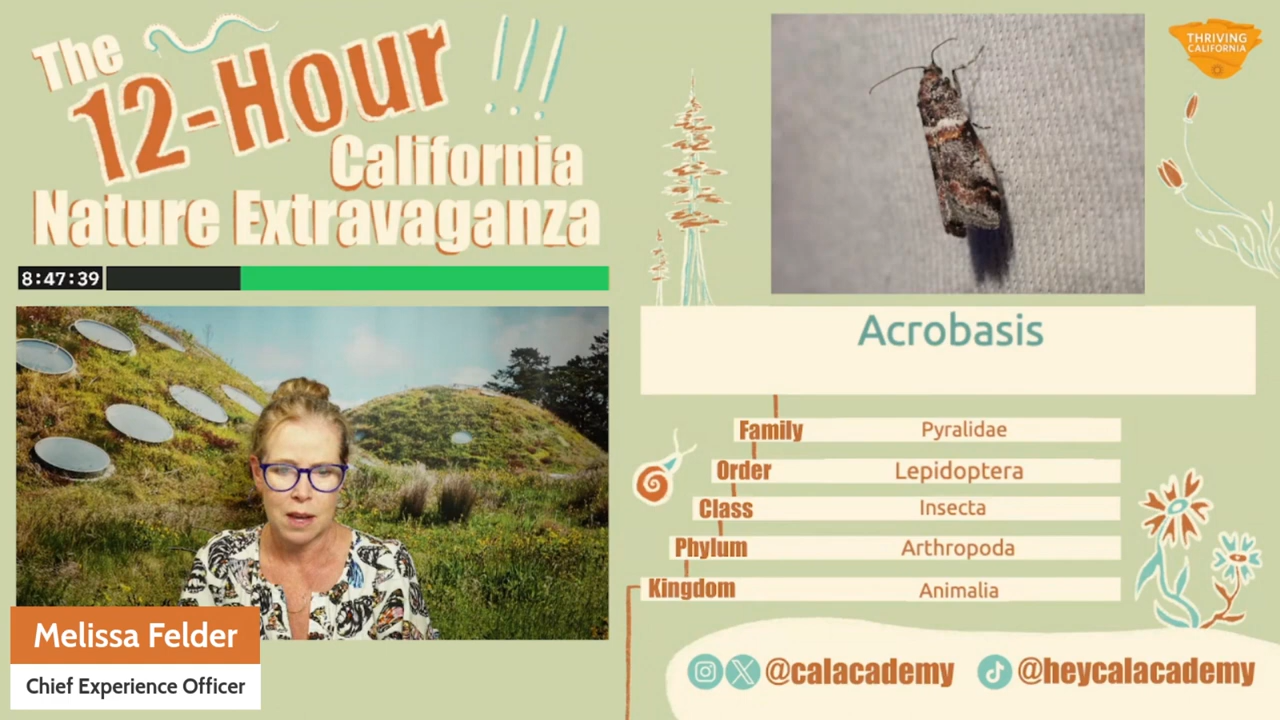 The
12-Hour!!!
California
Nature Extravaganza
8:47:39
Melissa Felder
Chief Experience Officer
THRIVING
CALIFORNIA
Acrobasis
Family Pyralidae
Order Lepidoptera
Class Insecta
Phylum Arthropoda
Kingdom Animalia
@calacademy @heycalacademy